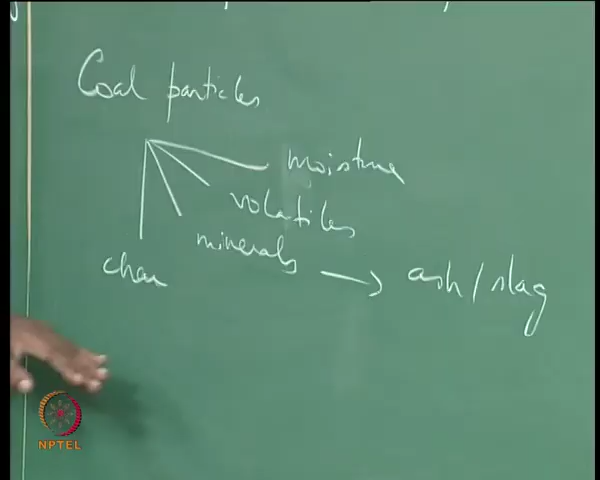 Coal particles
moisture
volatiles
minerals → ash/slag
char
NPTEL